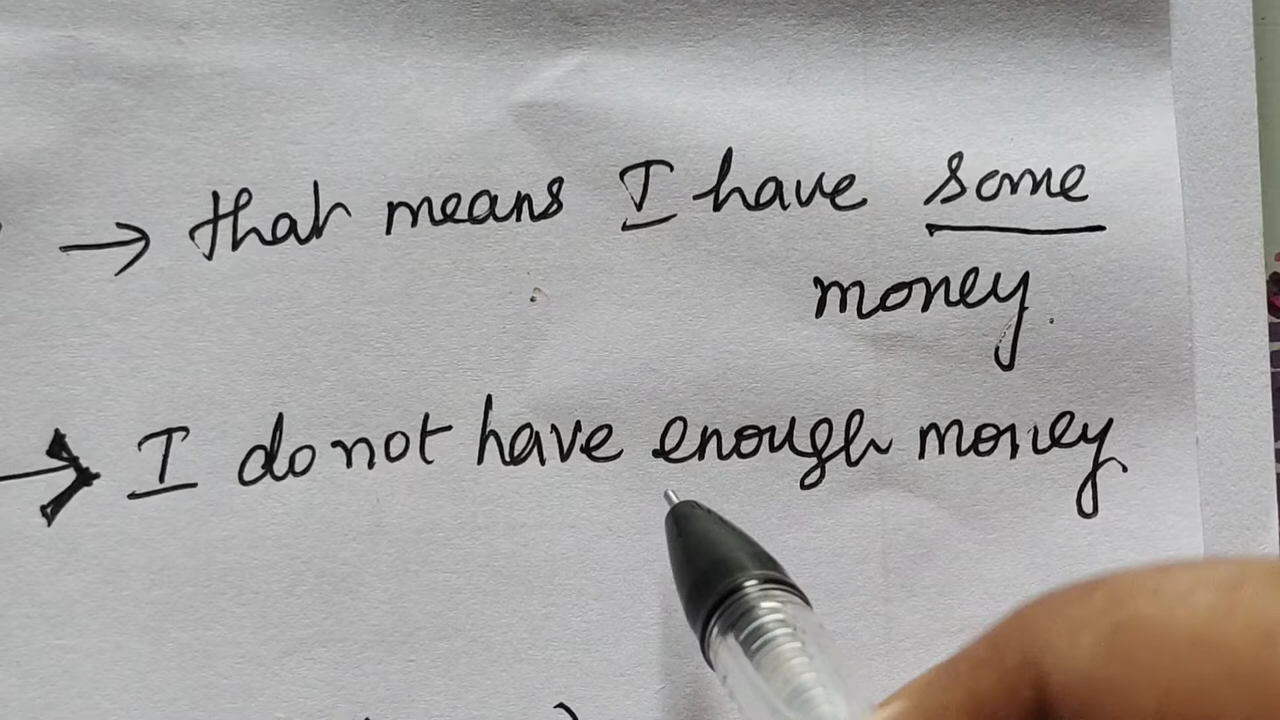 → that means I have some
money.
→ I do not have enough money